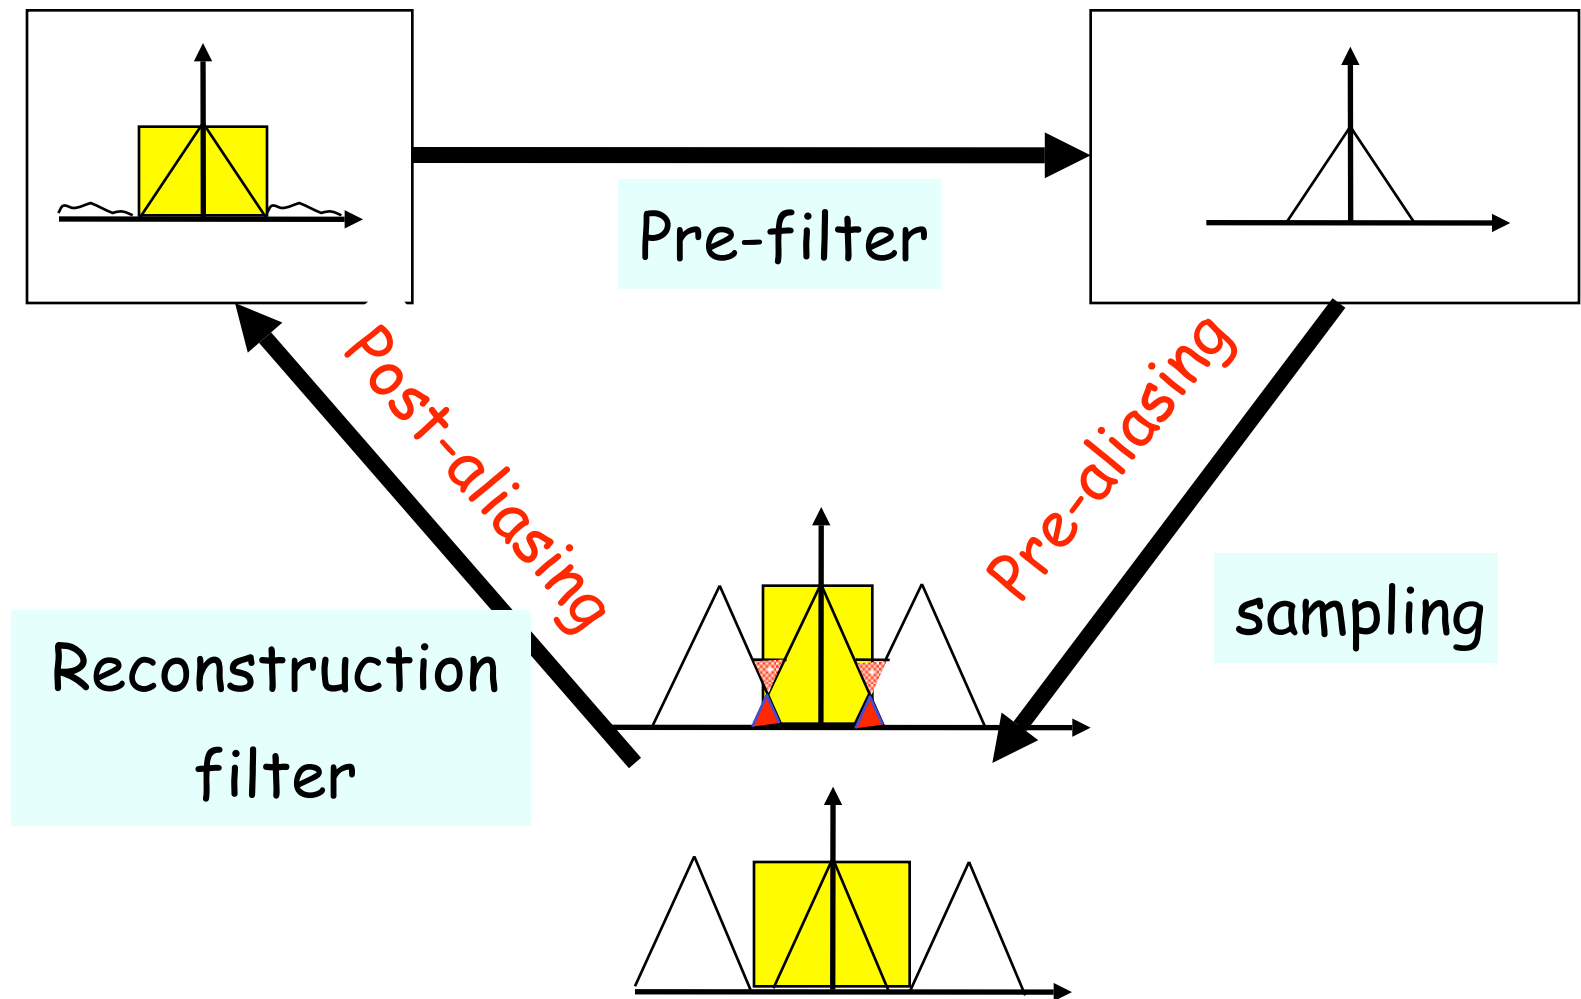 Pre-filter
Post-aliasing
Pre-aliasing
sampling
Reconstruction
filter